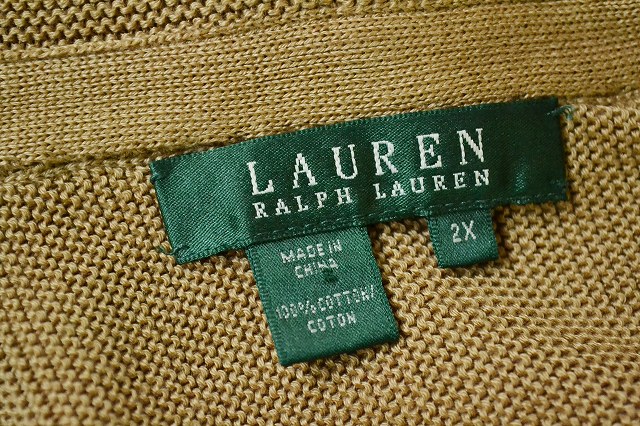 LAUREN
RALPH LAUREN
2X
MADE IN
CHINA
100% COTTON/
COTON